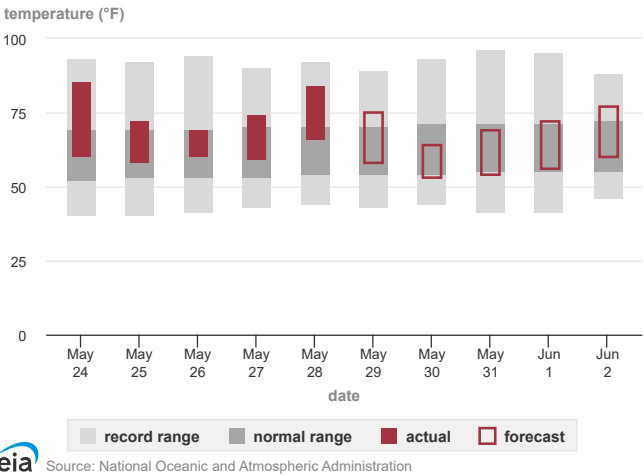 temperature (°F)
100
75
50
25
0
May 24
May 25
May 26
May 27
May 28
May 29
May 30
May 31
Jun 1
Jun 2
date
record range normal range actual forecast
eia Source: National Oceanic and Atmospheric Administration